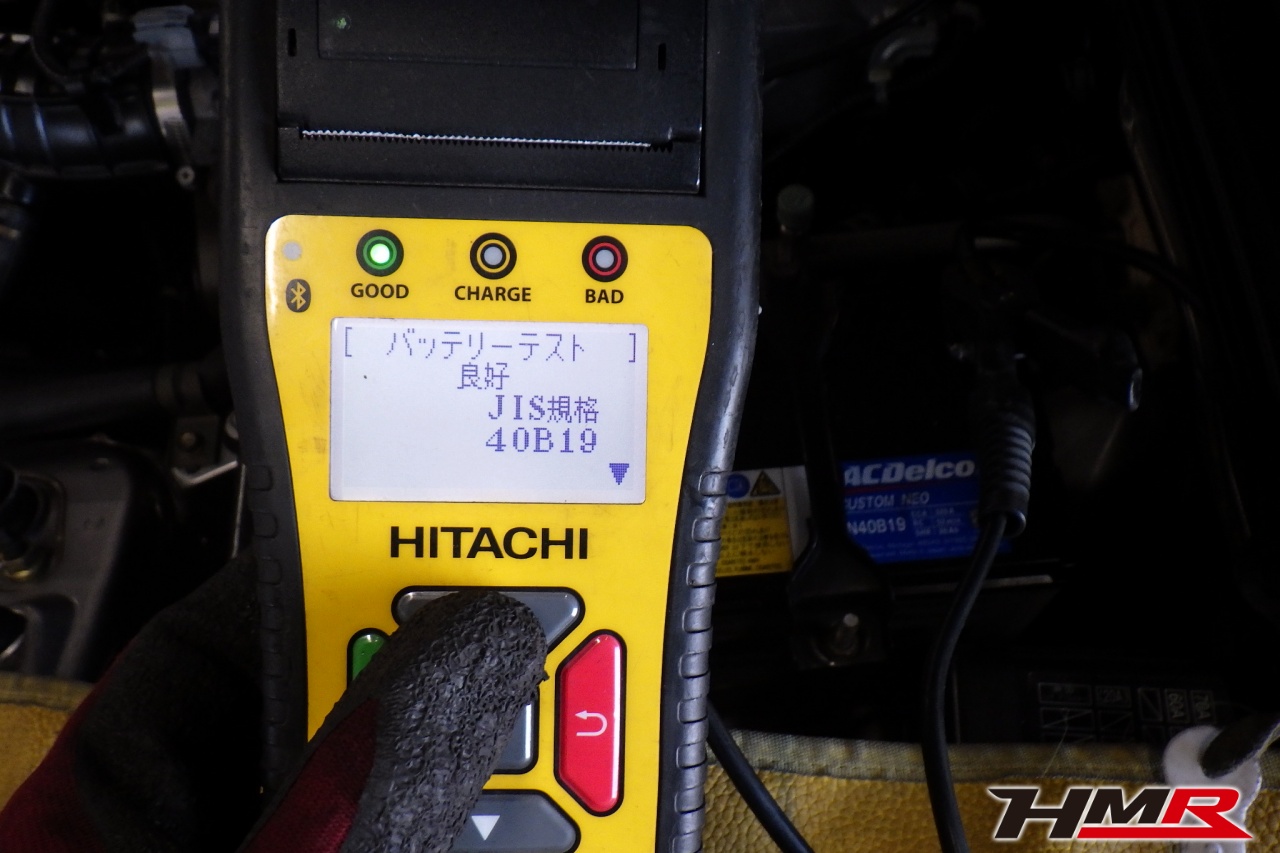 GOOD
CHARGE
BAD
[ バッテリーテスト ]
良好
JIS規格
40B19
HITACHI
ACDelco
CUSTOM NEO
N40B19
HMR